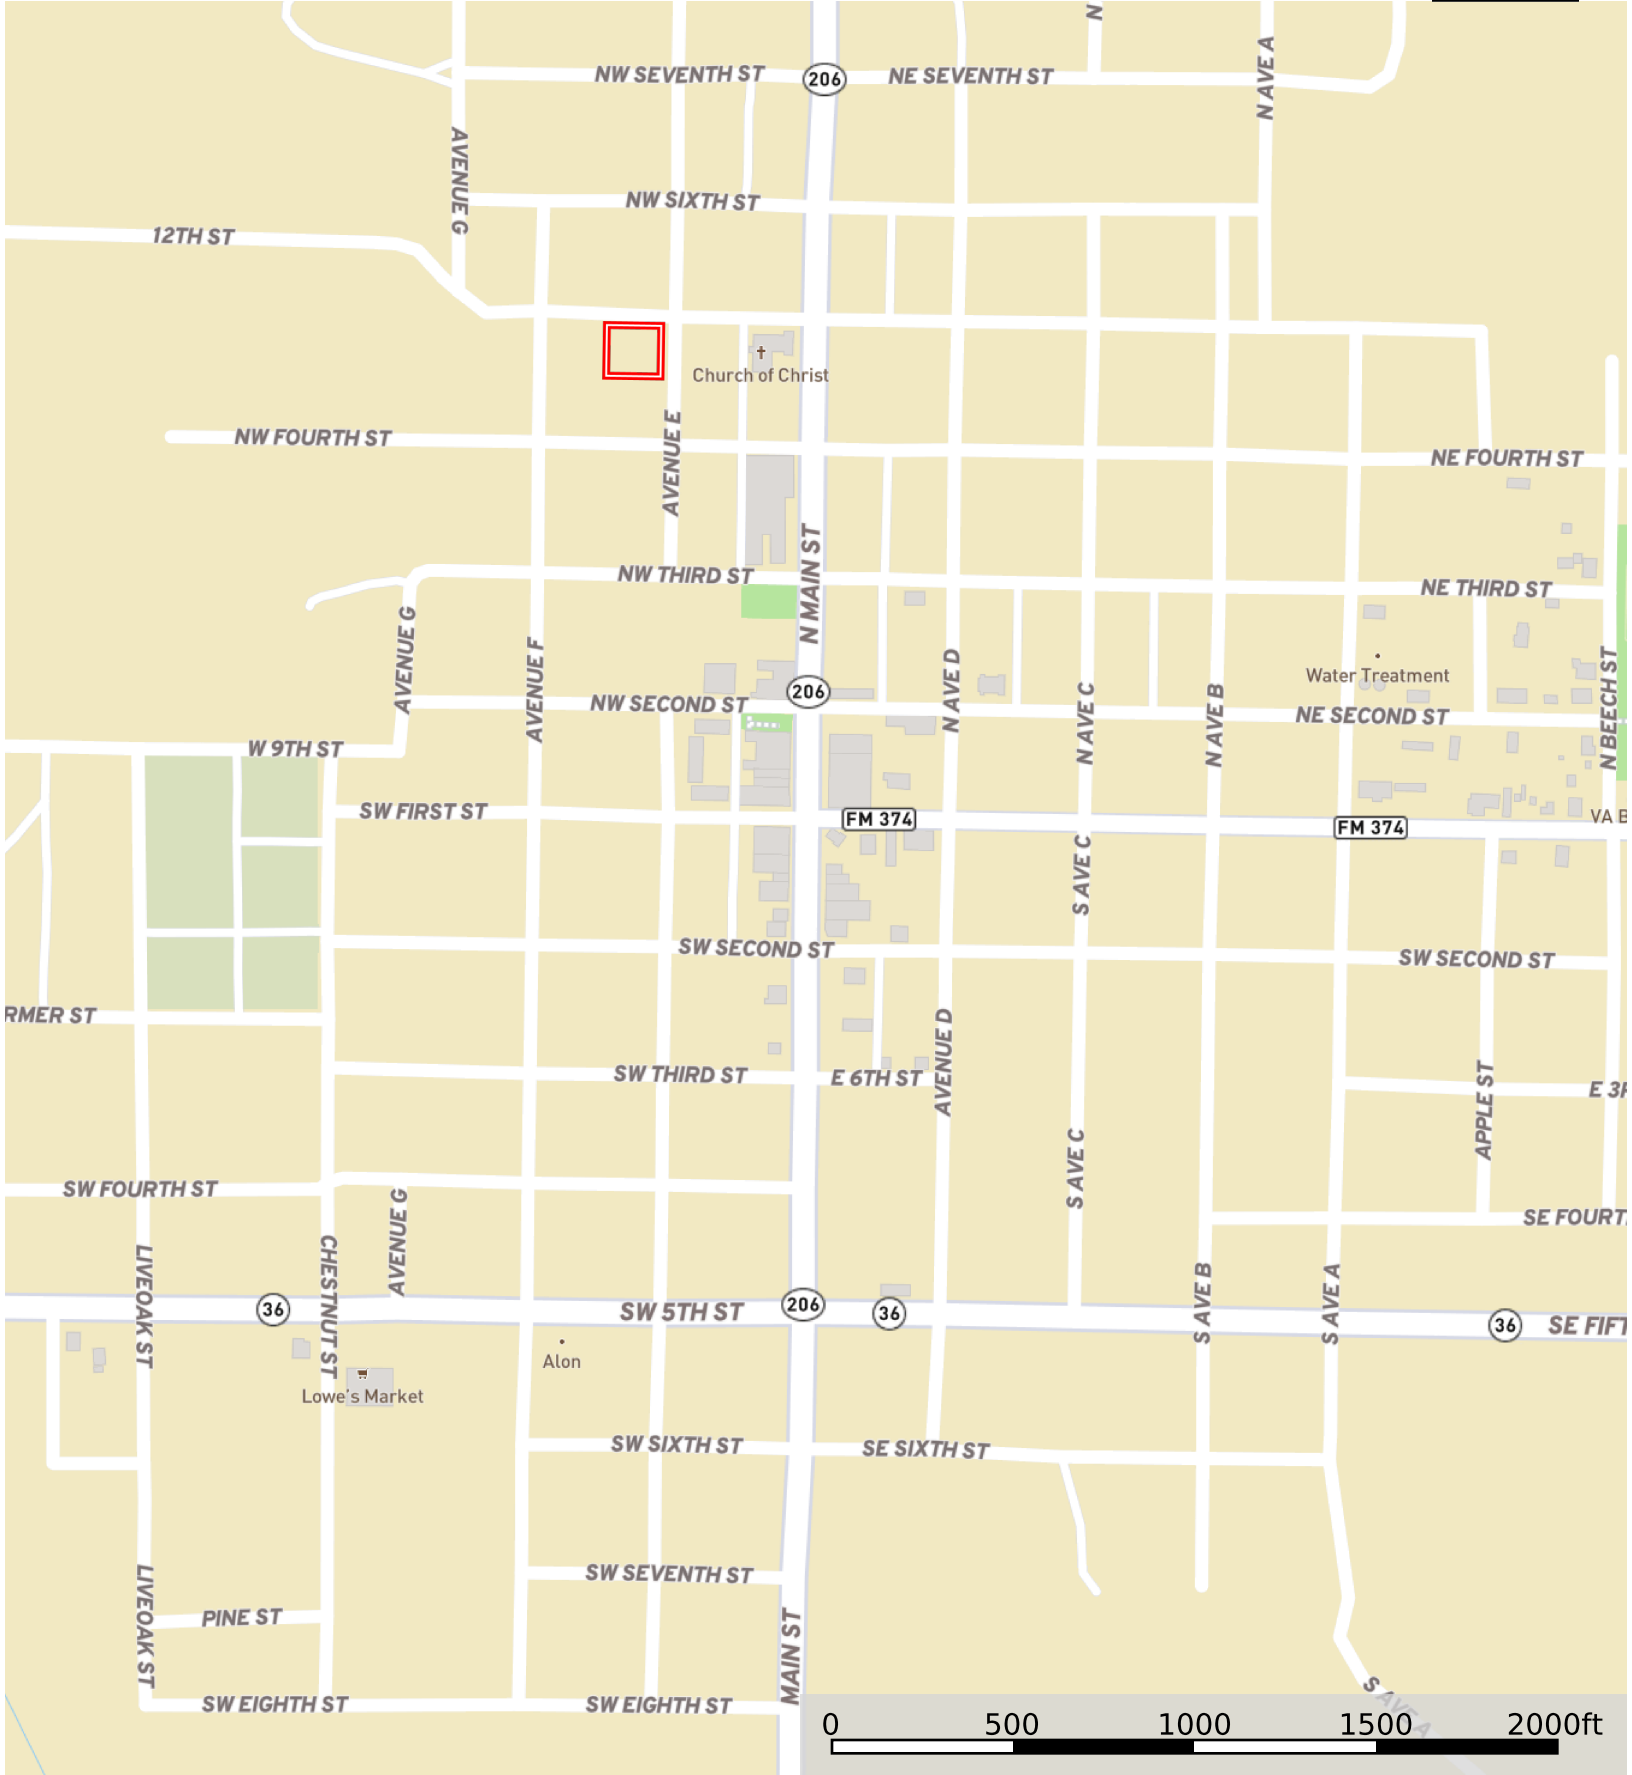 N
N AVE A
NW SEVENTH ST
206
NE SEVENTH ST
AVENUE G
NW SIXTH ST
12TH ST
Church of Christ
AVENUE E
NW FOURTH ST
NE FOURTH ST
N MAIN ST
NW THIRD ST
NE THIRD ST
AVENUE G
AVENUE F
N AVE D
N AVE C
N AVE B
Water Treatment
N BEECH ST
206
NW SECOND ST
NE SECOND ST
W 9TH ST
SW FIRST ST
FM 374
FM 374
VA B
S AVE C
SW SECOND ST
SW SECOND ST
RMER ST
AVENUE D
SW THIRD ST
E 6TH ST
APPLE ST
E 3R
S AVE C
SW FOURTH ST
AVENUE G
SE FOURT
LIVEOAK ST
CHESTNUT ST
S AVE B
S AVE A
36
SW 5TH ST
206
36
36
SE FIFT
Alon
Lowe's Market
SW SIXTH ST
SE SIXTH ST
LIVEOAK ST
SW SEVENTH ST
PINE ST
MAIN ST
S AVE A
SW EIGHTH ST
SW EIGHTH ST
0 500 1000 1500 2000ft